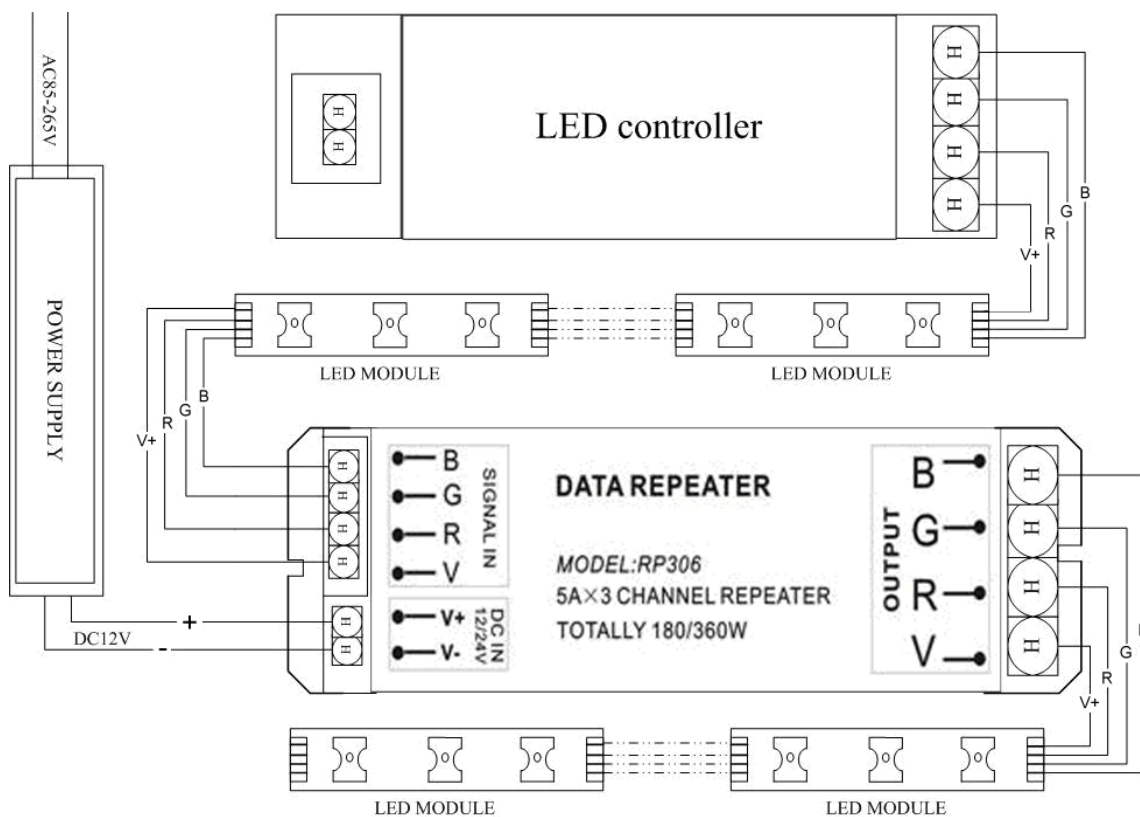 AC85-265V
LED controller
H
H
H
H
H
H
B
G
R
V+
POWER SUPPLY
LED MODULE
LED MODULE
B
G
R
V+
H
H
H
H
B
G
R
V
SIGNAL IN
DATA REPEATER
MODEL:RP306
5A×3 CHANNEL REPEATER
TOTALLY 180/360W
OUTPUT
B
G
R
V
H
H
H
H
DC12V
+
-
H
H
V+
V-
DC IN
12/24V
G
R
V+
LED MODULE
LED MODULE